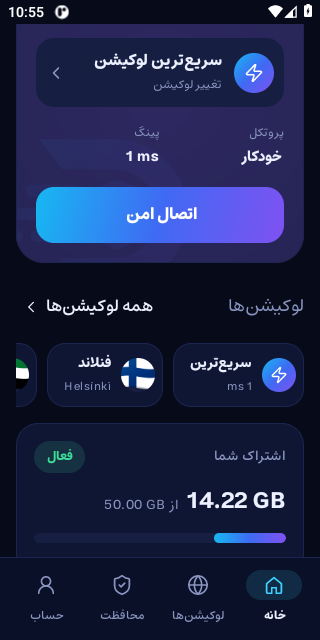 10:55
سریع‌ترین لوکیشن
تغییر لوکیشن
پروتکل
پینگ
خودکار
1 ms
اتصال امن
لوکیشن‌ها
همه لوکیشن‌ها
سریع‌ترین
1 ms
فنلاند
Helsinki
اشتراک شما
فعال
14.22 GB از 50.00 GB
خانه
لوکیشن‌ها
محافظت
حساب